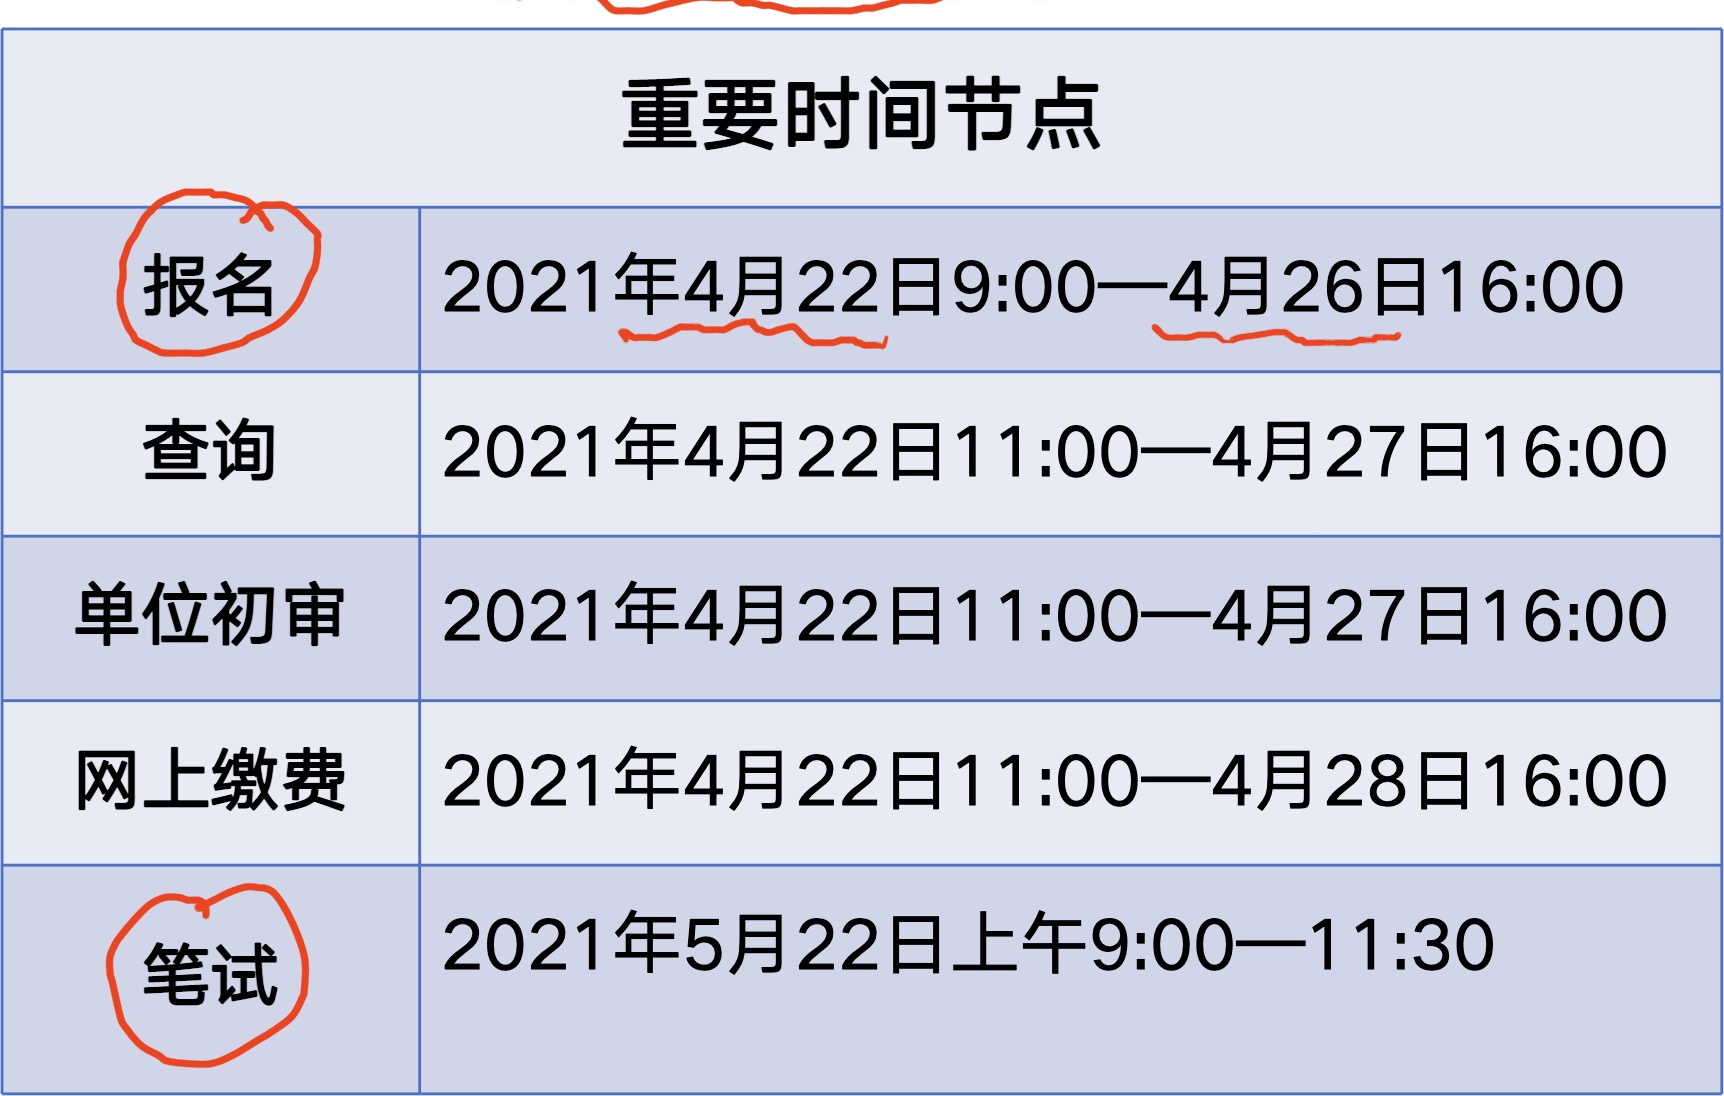 重要时间节点
报名 2021年4月22日9:00—4月26日16:00
查询 2021年4月22日11:00—4月27日16:00
单位初审 2021年4月22日11:00—4月27日16:00
网上缴费 2021年4月22日11:00—4月28日16:00
笔试 2021年5月22日上午9:00—11:30